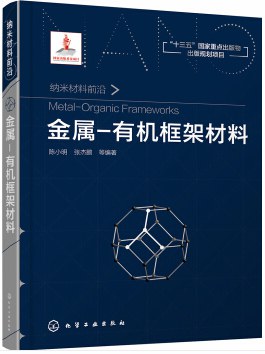 纳米材料前沿
NANO
"十三五"国家重点出版物
出版规划项目
纳米材料前沿
Metal-Organic Frameworks
金属-有机框架材料
陈小明 张杰鹏 等编著
金属-有机框架材料
化学工业出版社